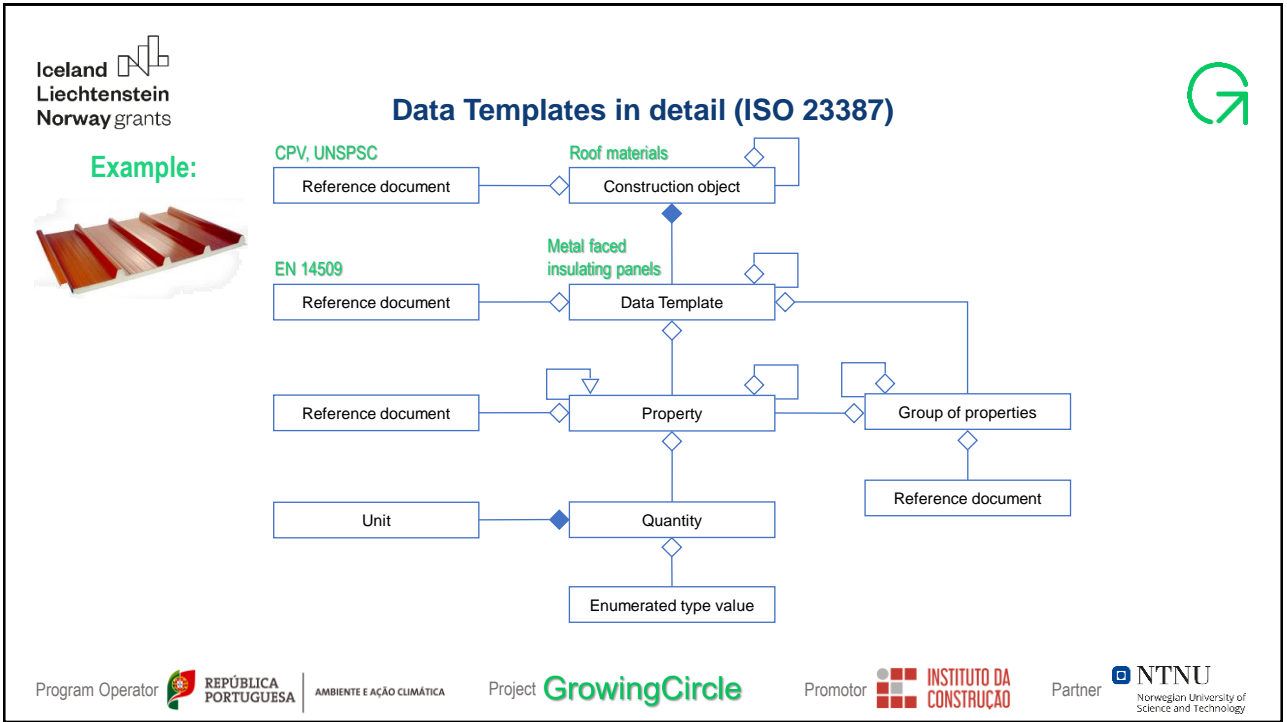 Iceland
Liechtenstein
Norway grants
Data Templates in detail (ISO 23387)
Example:
CPV, UNSPSC
Roof materials
Reference document
Construction object
Metal faced
insulating panels
EN 14509
Reference document
Data Template
Reference document
Property
Group of properties
Reference document
Unit
Quantity
Enumerated type value
Program Operator
REPÚBLICA
PORTUGUESA
AMBIENTE E AÇÃO CLIMÁTICA
Project
GrowingCircle
Promotor
INSTITUTO DA
CONSTRUÇÃO
Partner
NTNU
Norwegian University of
Science and Technology